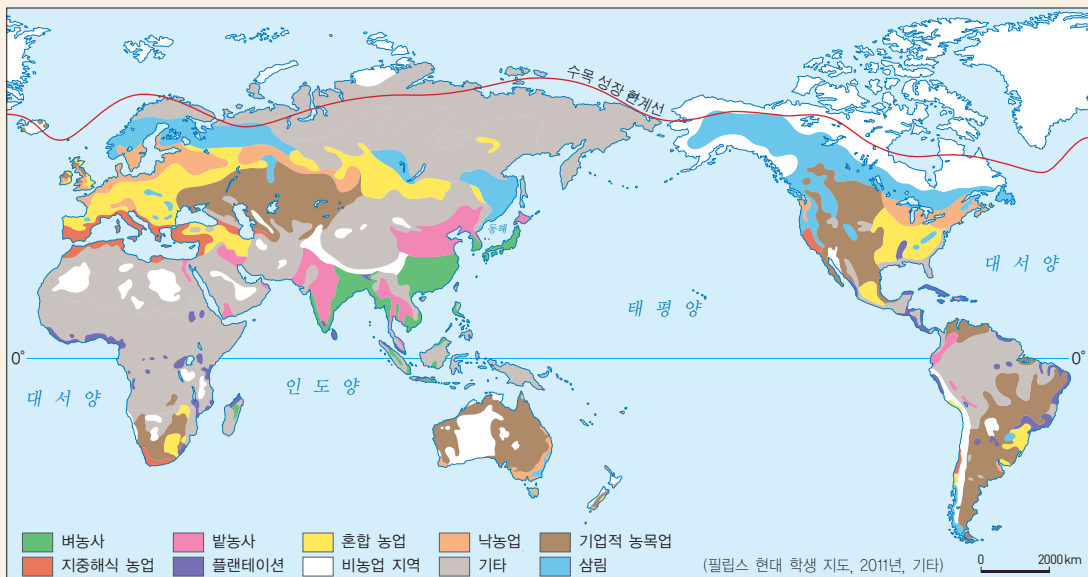 수목 성장 한계선
동해
대 서 양
태 평 양
0°
0°
대 서 양
인 도 양
벼농사
밭농사
혼합 농업
낙농업
기업적 농목업
지중해식 농업
플랜테이션
비농업 지역
기타
삼림
(필립스 현대 학생 지도, 2011년, 기타)
0 2000 km